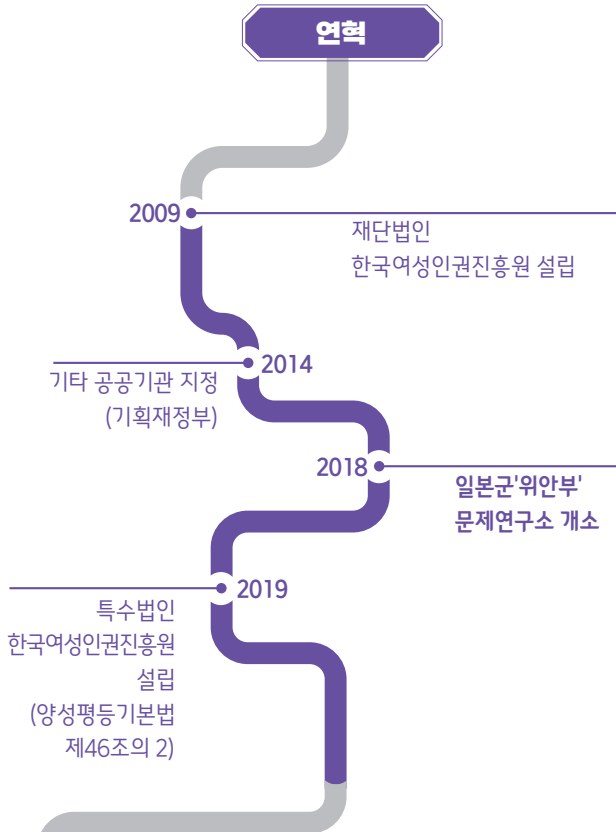 연혁
2009
재단법인
한국여성인권진흥원 설립
2014
기타 공공기관 지정
(기획재정부)
2018
일본군'위안부'
문제연구소 개소
2019
특수법인
한국여성인권진흥원
설립
(양성평등기본법
제46조의 2)